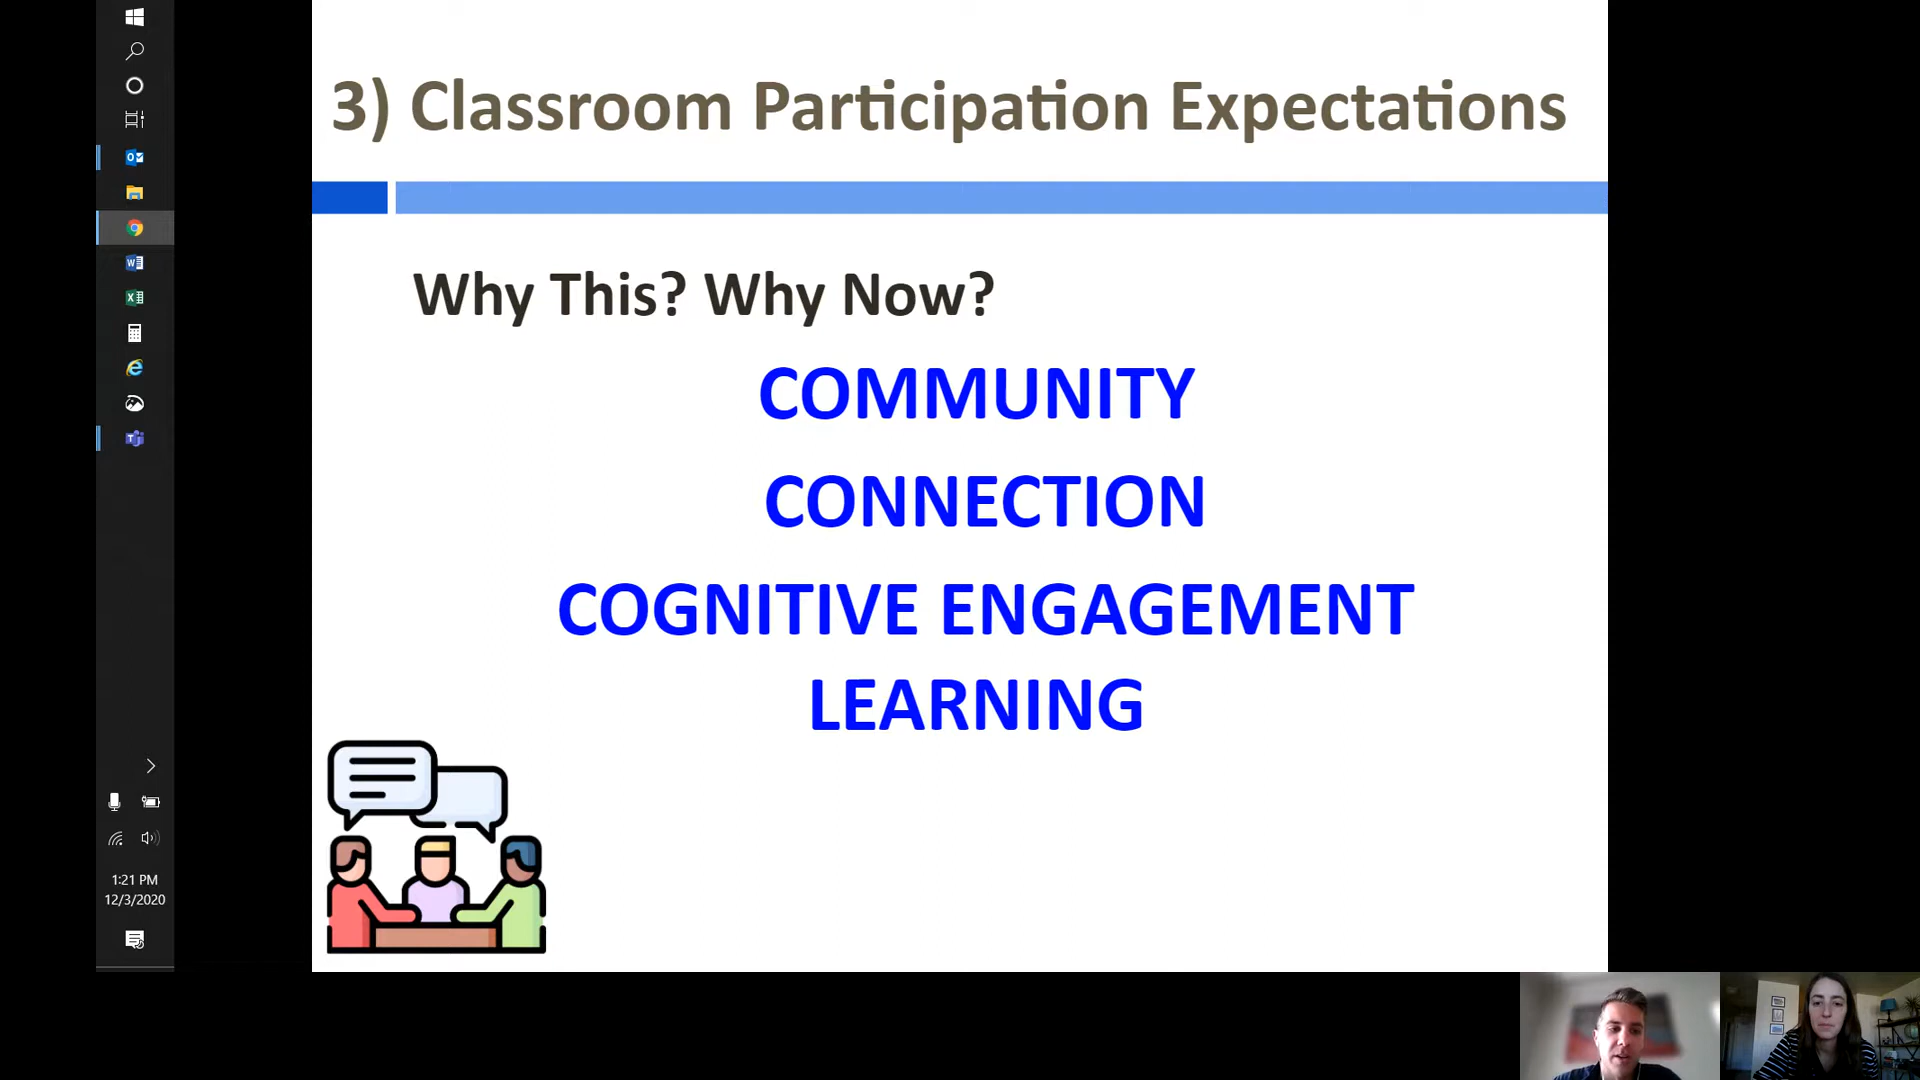 3) Classroom Participation Expectations
Why This? Why Now?
COMMUNITY
CONNECTION
COGNITIVE ENGAGEMENT
LEARNING
1:21 PM
12/3/2020